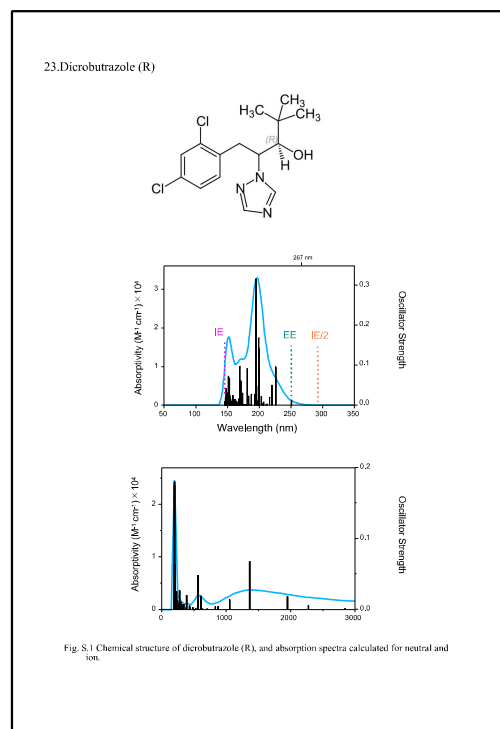 23.Dicrobutrazole (R)
CH₃
H₃C
CH₃
Cl
(R)
OH
H
Cl
N
N
N
267 nm
Absorptivity (M⁻¹ cm⁻¹) × 10⁴
Oscillator Strength
3
2
1
0
0.3
0.2
0.1
0.0
IE
EE
IE/2
50 100 150 200 250 300 350
Wavelength (nm)
Absorptivity (M⁻¹ cm⁻¹) × 10⁴
Oscillator Strength
2
1
0
0.2
0.1
0.0
0 1000 2000 3000
Fig. S.1 Chemical structure of dicrobutrazole (R), and absorption spectra calculated for neutral and
ion.